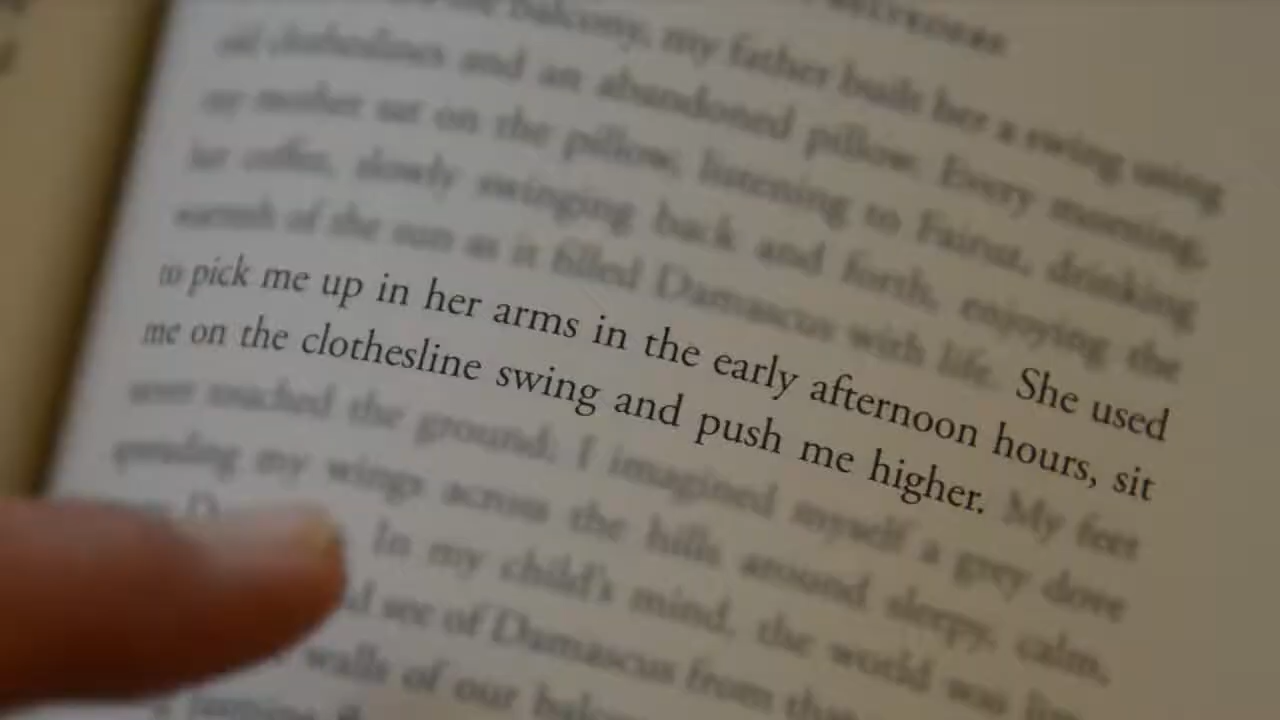 balcony, my father built her a swing using
old clotheslines and an abandoned pillow. Every morning,
my mother sat on the pillow, listening to Fairuz, drinking
her coffee, slowly swinging back and forth, enjoying the
warmth of the sun as it filled Damascus with life. She used
to pick me up in her arms in the early afternoon hours, sit
me on the clothesline swing and push me higher. My feet
never touched the ground; I imagined myself a grey dove
spreading my wings across the hills around sleepy, calm,
In my child's mind, the world was
see of Damascus from
walls of our